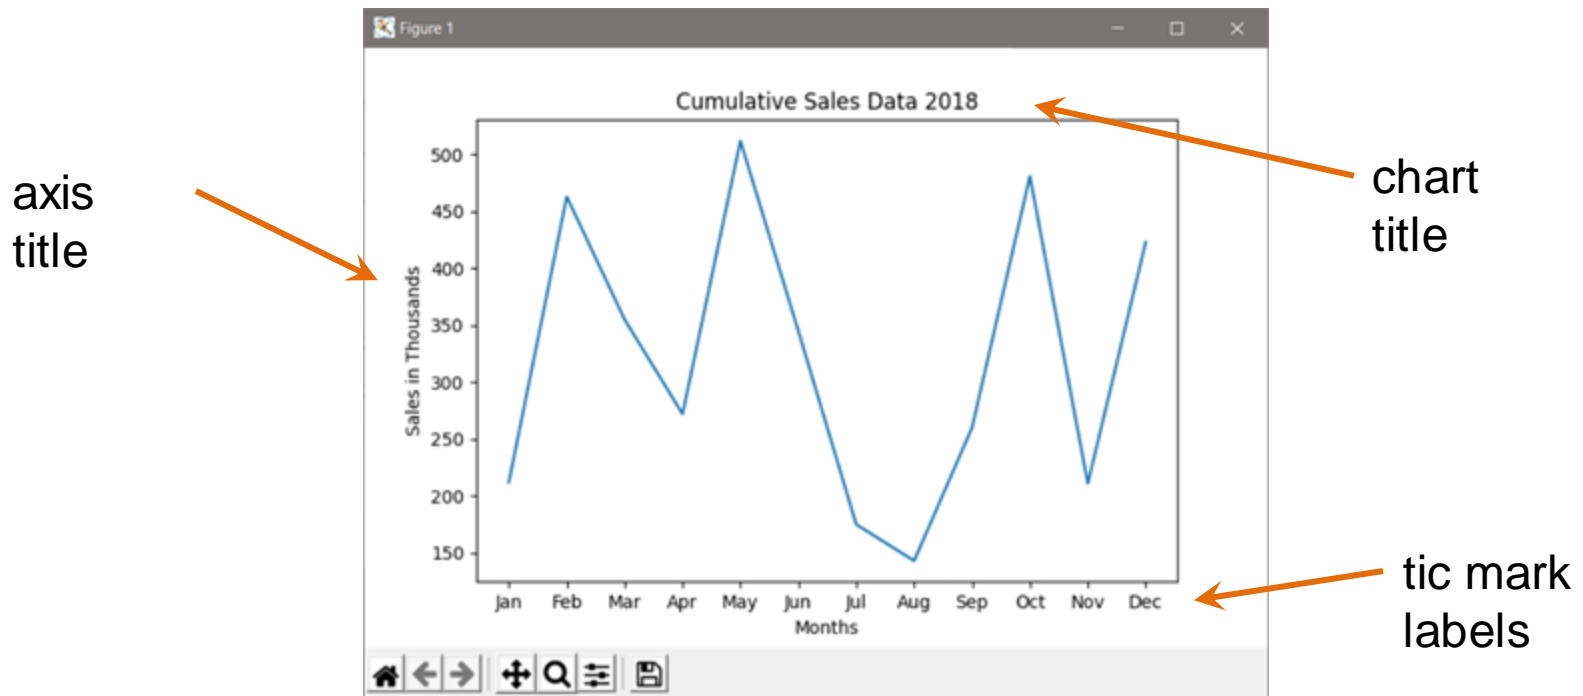 Figure 1
Cumulative Sales Data 2018
axis
title
chart
title
500
450
400
350
300
250
200
150
Sales in Thousands
Jan Feb Mar Apr May Jun Jul Aug Sep Oct Nov Dec
Months
tic mark
labels